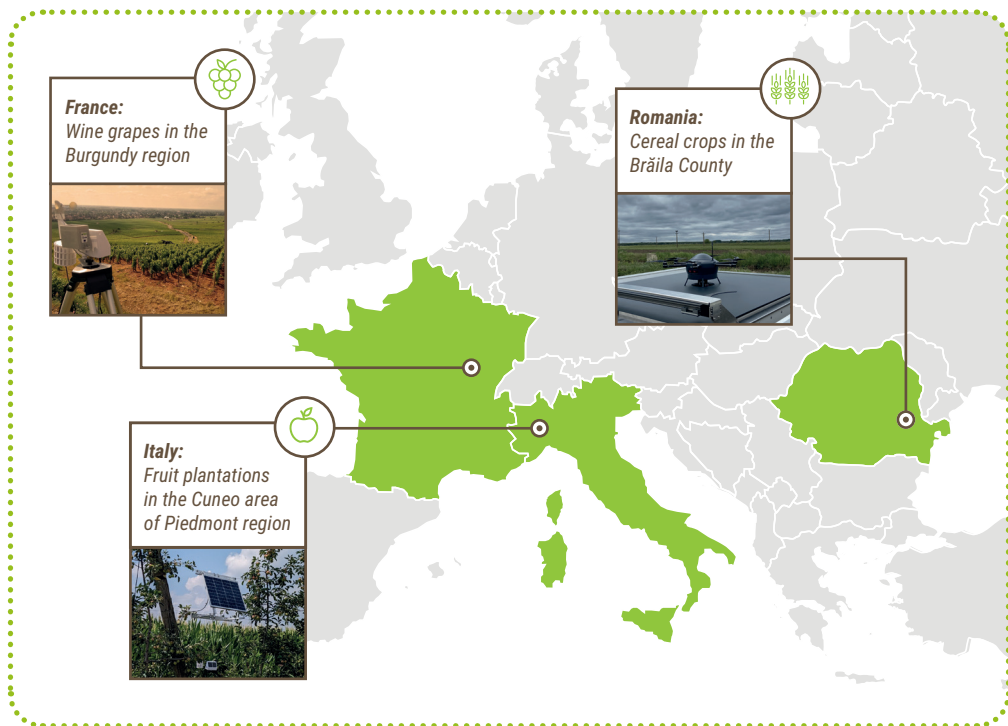 France:
Wine grapes in the
Burgundy region
Romania:
Cereal crops in the
Brăila County
Italy:
Fruit plantations
in the Cuneo area
of Piedmont region